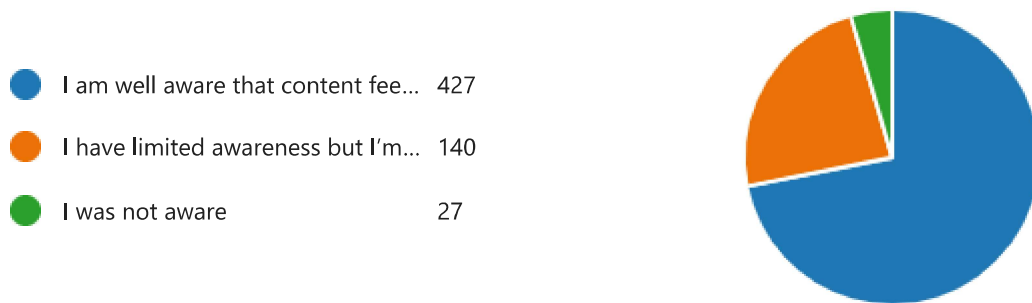 I am well aware that content fee... 427
I have limited awareness but I’m... 140
I was not aware 27